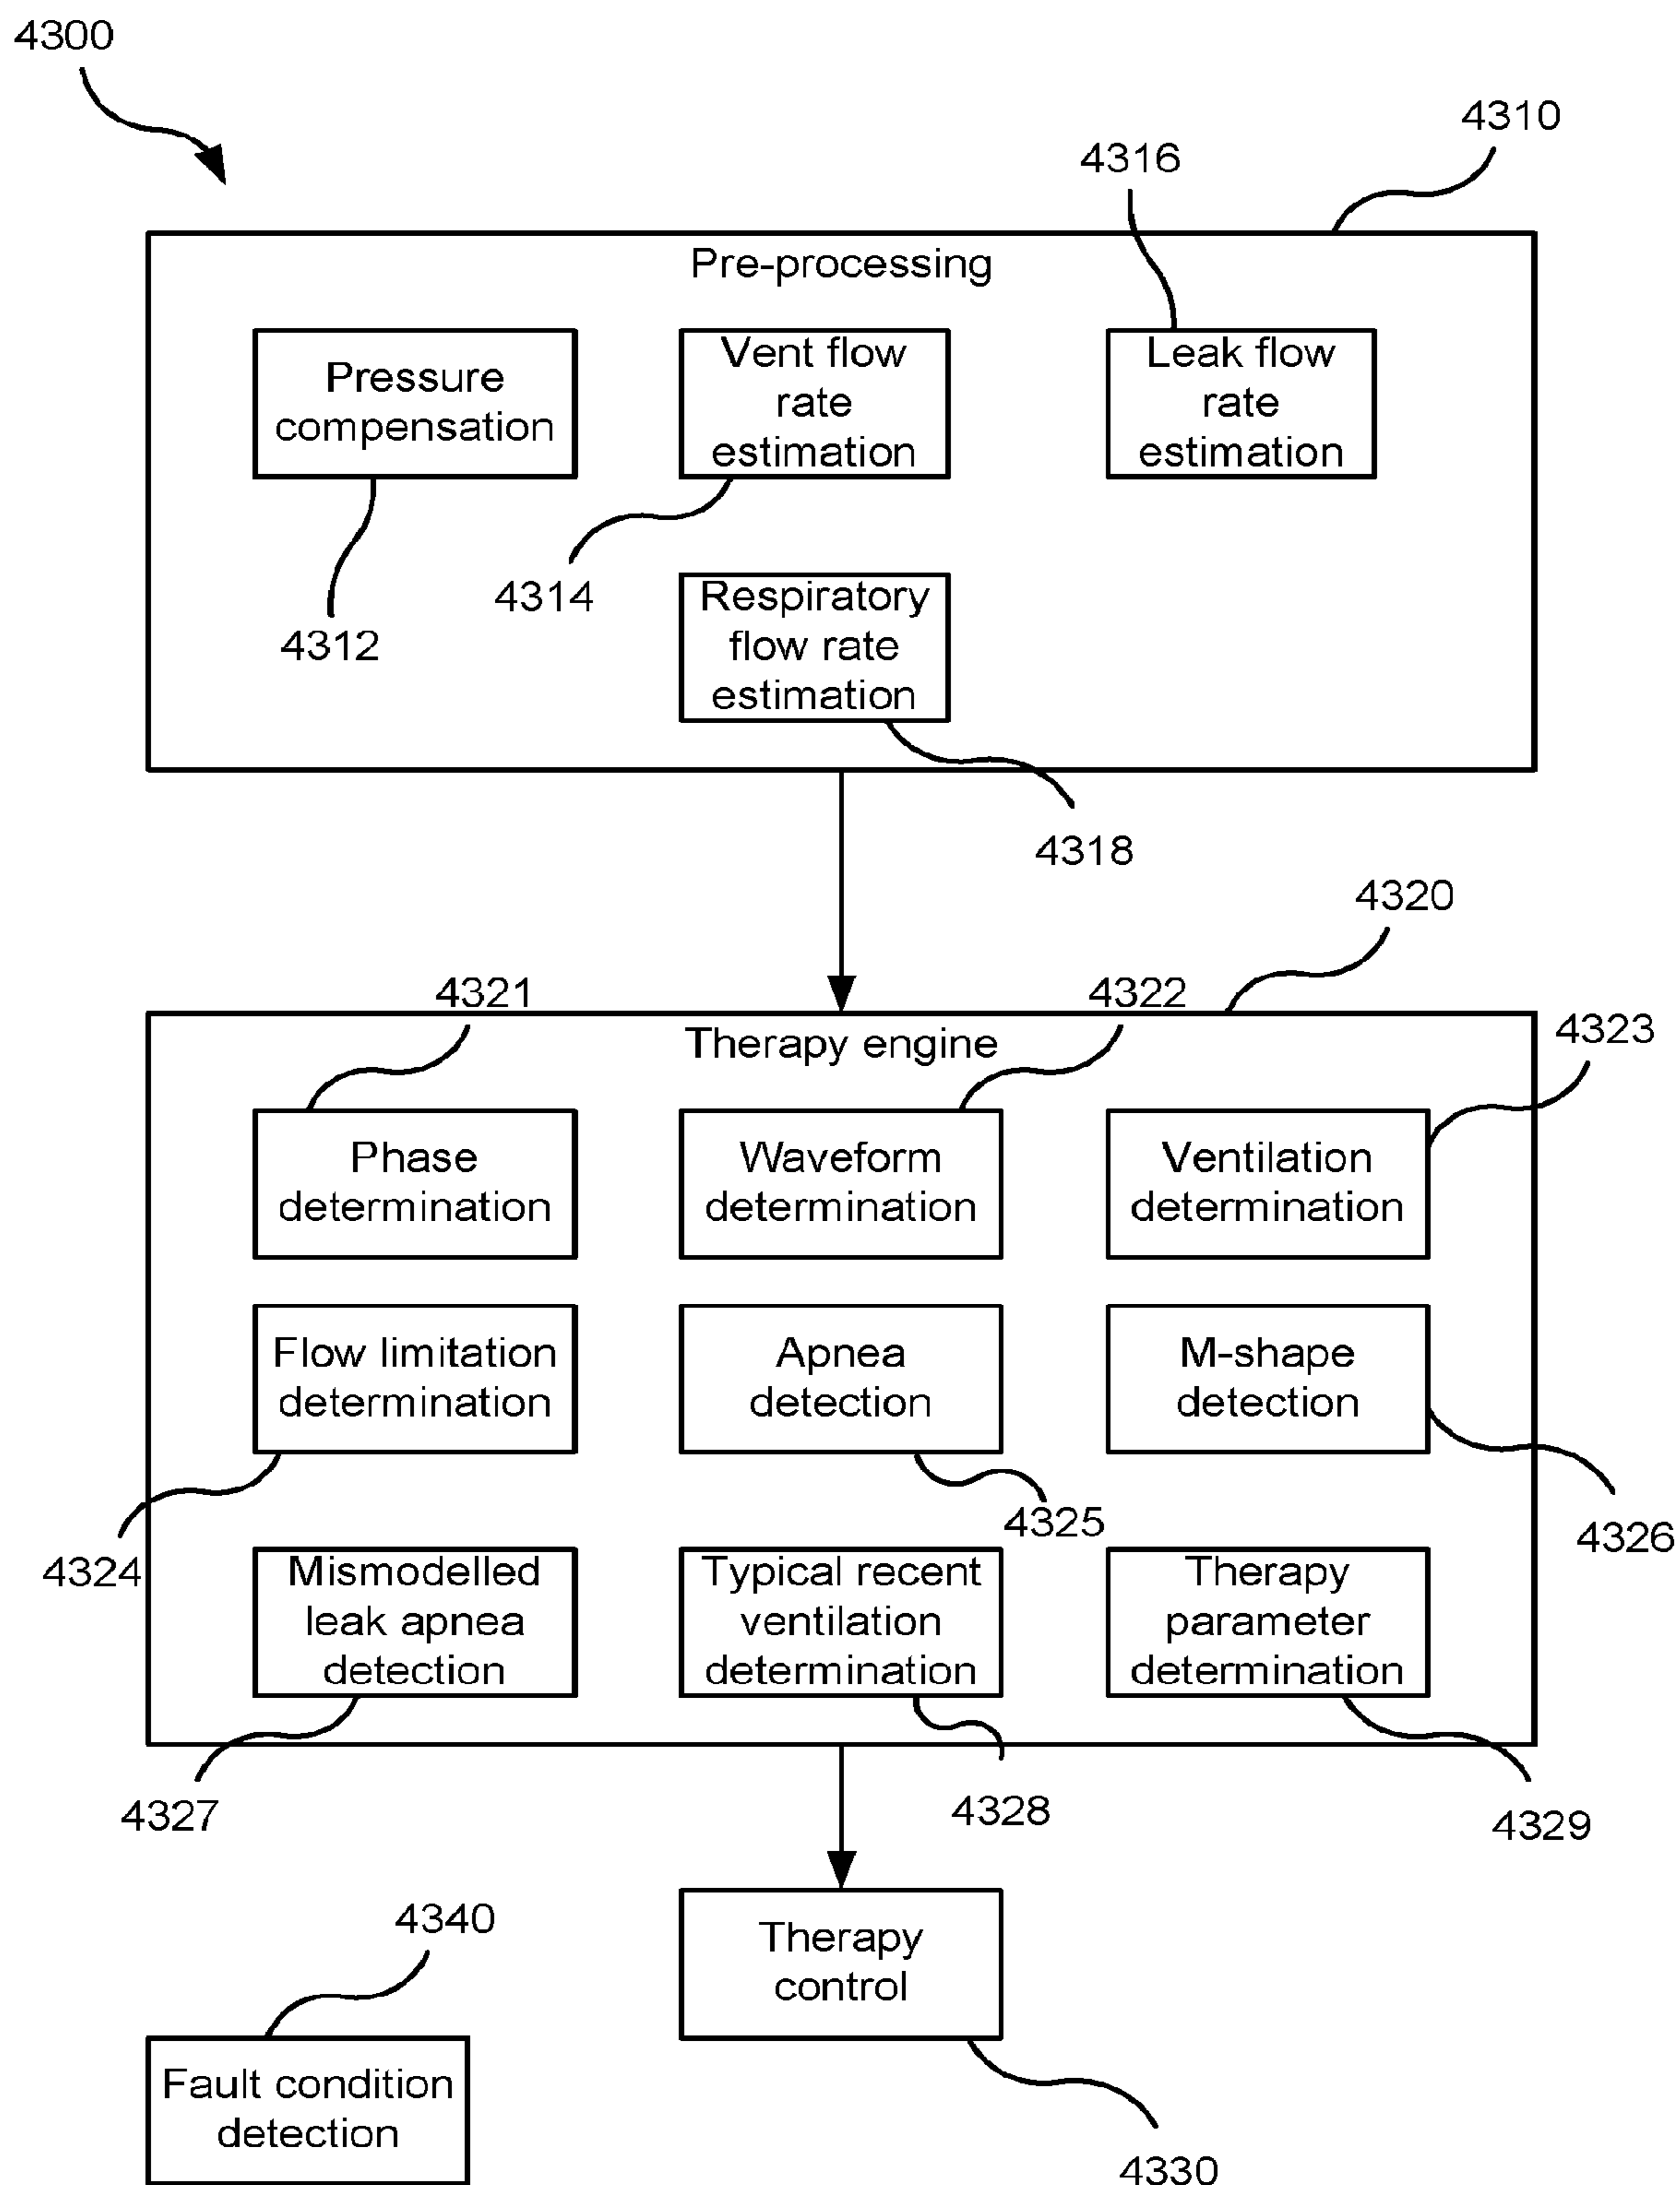 4300
4310
4316
Pre-processing
Pressure
compensation
Vent flow
rate
estimation
Leak flow
rate
estimation
4314
4312
Respiratory
flow rate
estimation
4318
4320
4321
4322
4323
Therapy engine
Phase
determination
Waveform
determination
Ventilation
determination
Flow limitation
determination
Apnea
detection
M-shape
detection
4324
4325
4326
Mismodelled
leak apnea
detection
Typical recent
ventilation
determination
Therapy
parameter
determination
4327
4328
4329
4340
Therapy
control
Fault condition
detection
4330